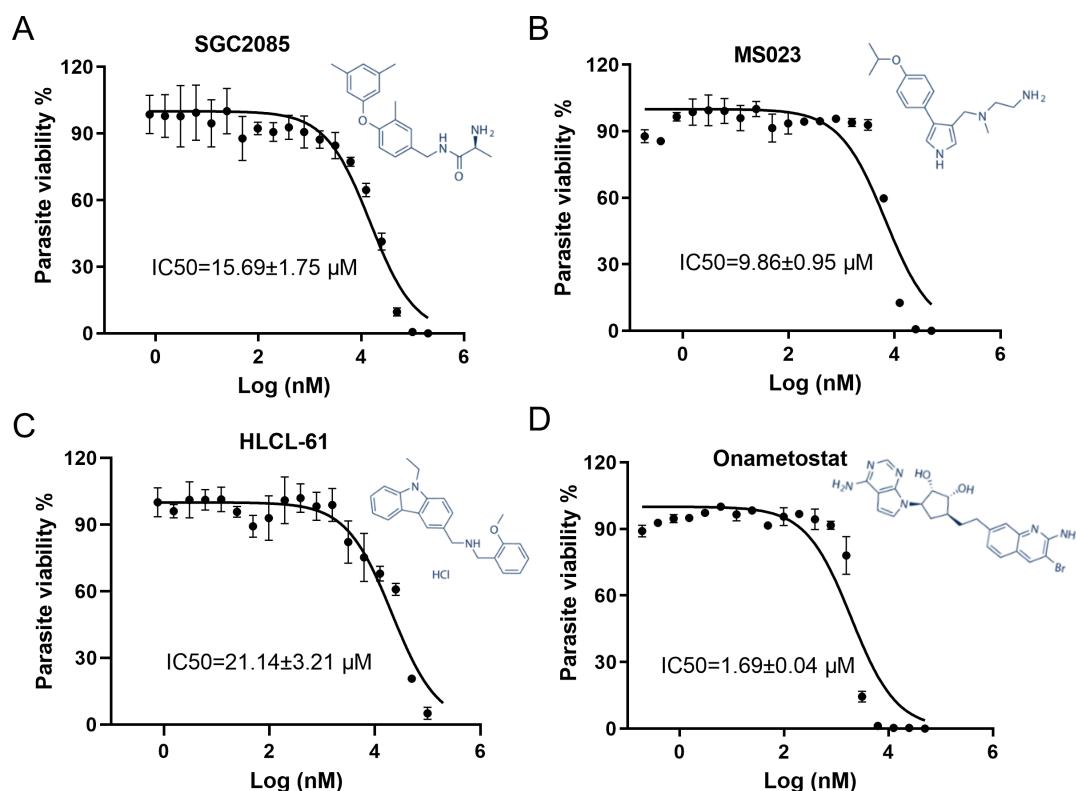 A
SGC2085
Parasite viability %
120
90
60
30
0
0
2
4
6
Log (nM)
IC50=15.69±1.75 µM
O
H
N
O
NH2
B
MS023
Parasite viability %
120
90
60
30
0
0
2
4
6
Log (nM)
IC50=9.86±0.95 µM
O
N
NH2
N
H
C
HLCL-61
Parasite viability %
120
90
60
30
0
0
2
4
6
Log (nM)
IC50=21.14±3.21 µM
N
O
NH
HCl
D
Onametostat
Parasite viability %
120
90
60
30
0
0
2
4
6
Log (nM)
IC50=1.69±0.04 µM
N
N
H2N
N
HO
OH
N
NH
Br